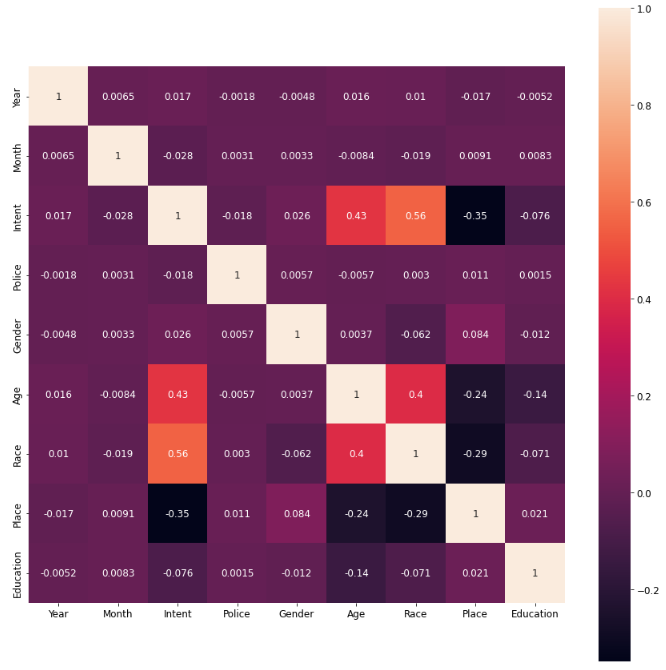 1.0
Year 1 0.0065 0.017 -0.0018 -0.0048 0.016 0.01 -0.017 -0.0052
0.8
Month 0.0065 1 -0.028 0.0031 0.0033 -0.0084 -0.019 0.0091 0.0083
Intent 0.017 -0.028 1 -0.018 0.026 0.43 0.56 -0.35 -0.076
0.6
Police -0.0018 0.0031 -0.018 1 0.0057 -0.0057 0.003 0.011 0.0015
0.4
Gender -0.0048 0.0033 0.026 0.0057 1 0.0037 -0.062 0.084 -0.012
Age 0.016 -0.0084 0.43 -0.0057 0.0037 1 0.4 -0.24 -0.14
0.2
Race 0.01 -0.019 0.56 0.003 -0.062 0.4 1 -0.29 -0.071
0.0
Place -0.017 0.0091 -0.35 0.011 0.084 -0.24 -0.29 1 0.021
Education -0.0052 0.0083 -0.076 0.0015 -0.012 -0.14 -0.071 0.021 1
−0.2
Year Month Intent Police Gender Age Race Place Education